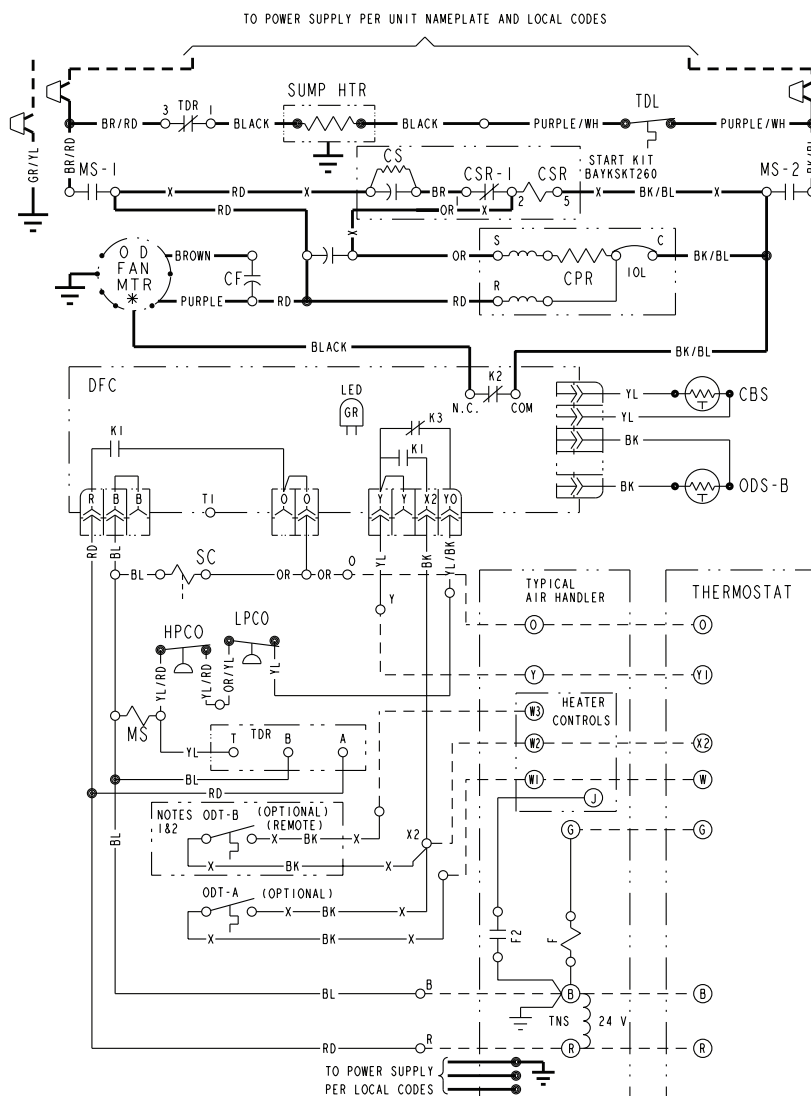 TO POWER SUPPLY PER UNIT NAMEPLATE AND LOCAL CODES
SUMP HTR
TDL
3 TDR 1
BR/RD
BLACK
BLACK
PURPLE/WH
PURPLE/WH
GR/YL
BR/RD
BK/BL
CS
START KIT
BAYKSKT260
MS-1
CSR-1
CSR
MS-2
X RD X
BR
1
2
5
X BK/BL X
RD
OR X
X
O D
FAN
MTR
*
BROWN
CF
PURPLE
RD
OR
S
CPR
IOL
C
BK/BL
RD
R
BLACK
BK/BL
DFC
LED
GR
K2
N.C.
COM
YL
CBS
YL
BK
BK
ODS-B
K1
K3
K1
R B B
T1
O O
Y Y X2 YO
RD
BL
YL
BK
YL/BK
SC
BL
OR
OR
O
Y
TYPICAL
AIR HANDLER
THERMOSTAT
O
O
HPCO
LPCO
YL/RD
YL/RD
OR/YL
YL
Y
Y1
HEATER
CONTROLS
W3
MS
TDR
T B A
YL
W2
X2
BL
W1
W
RD
J
NOTES
1&2
ODT-B
(OPTIONAL)
(REMOTE)
X BK X
X BK X
X2
G
G
BL
ODT-A
(OPTIONAL)
X BK X
X BK X
F2
F
BL
B
B
B
TNS
24 V
RD
R
R
R
TO POWER SUPPLY
PER LOCAL CODES